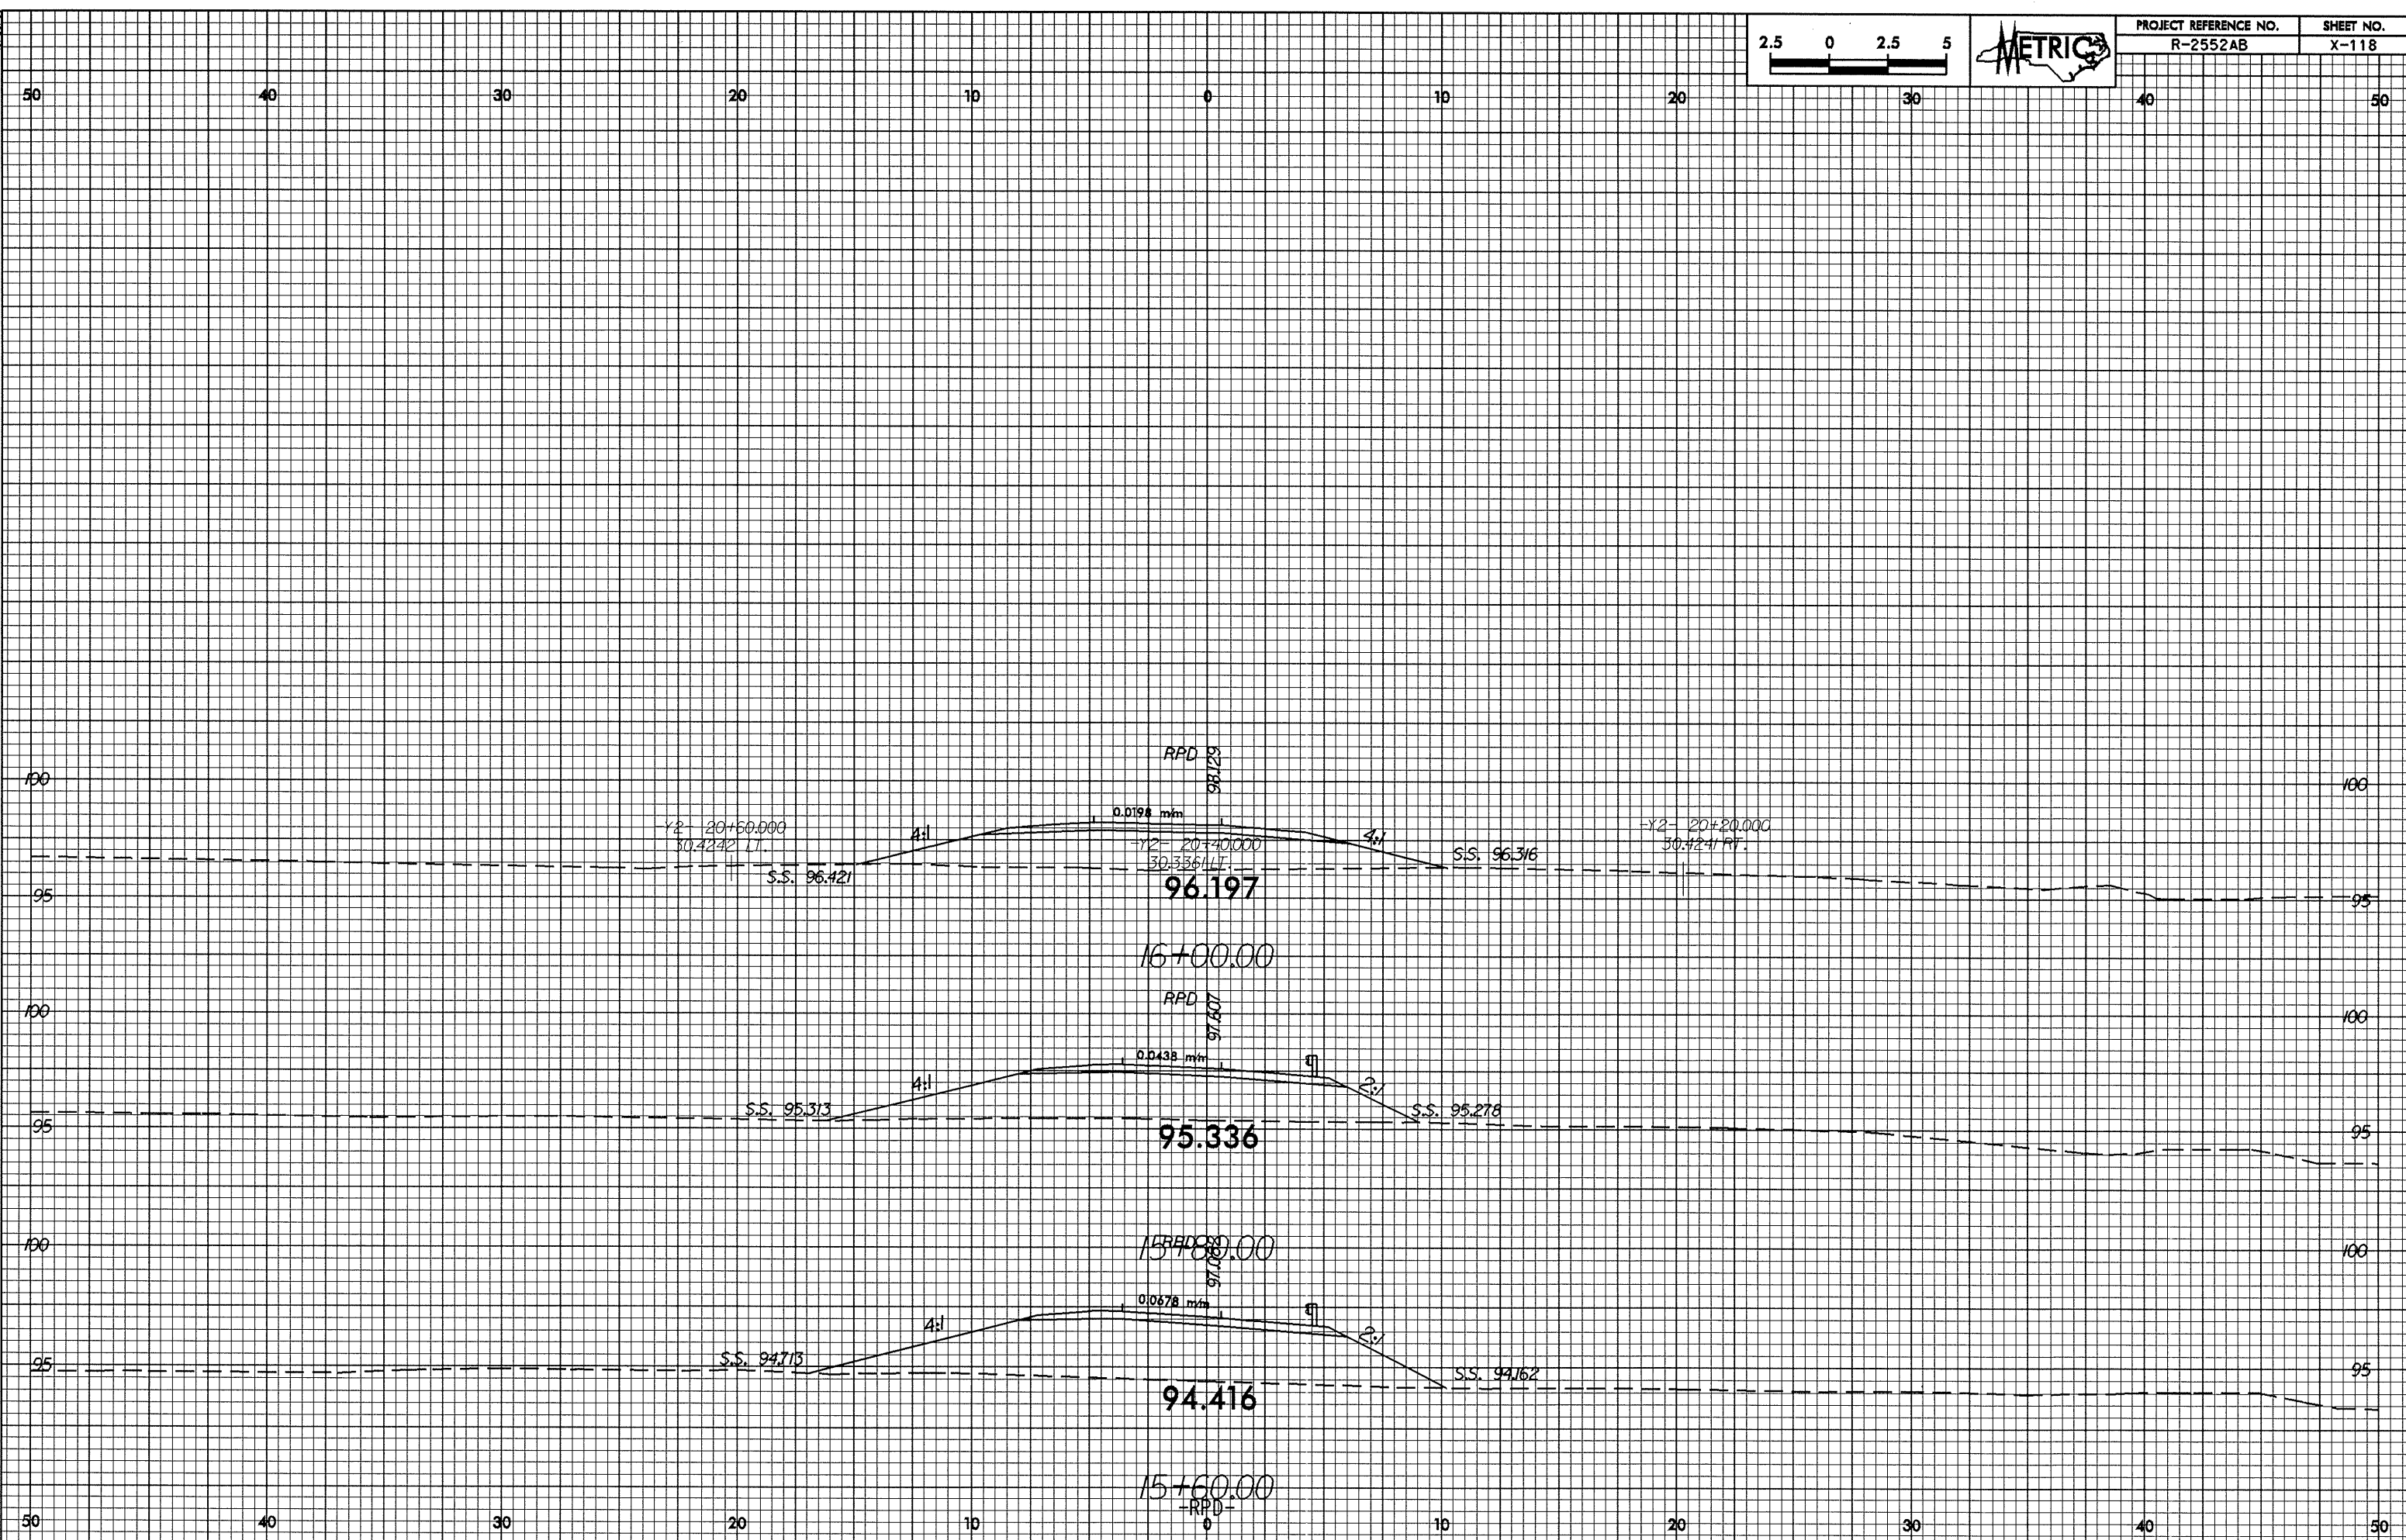 PROJECT REFERENCE NO. SHEET NO.
2.5 0 2.5 5 METRIC R-2552AB X-118
50 40 30 20 10 0 10 20 30 40 50
RPD 98.129
100 100
0.0198 m/m
-Y2- 20+60.000 4:1 4:1 -Y2- 20+20.000
30.4242 LT. -Y2- 20+40.000 30.4241 RT.
30.3361 LT. S.S. 96.316
S.S. 96.421 96.197
95 95
16+00.00
RPD 97.607
100 100
0.0438 m/m
4:1 2:1
S.S. 95.313 S.S. 95.278
95 95.336 95
15+80.00
RPD
100 100
0.0678 m/m
4:1 2:1
95 S.S. 94.713 S.S. 94.162 95
94.416
15+60.00
-RPD-
50 40 30 20 10 0 10 20 30 40 50